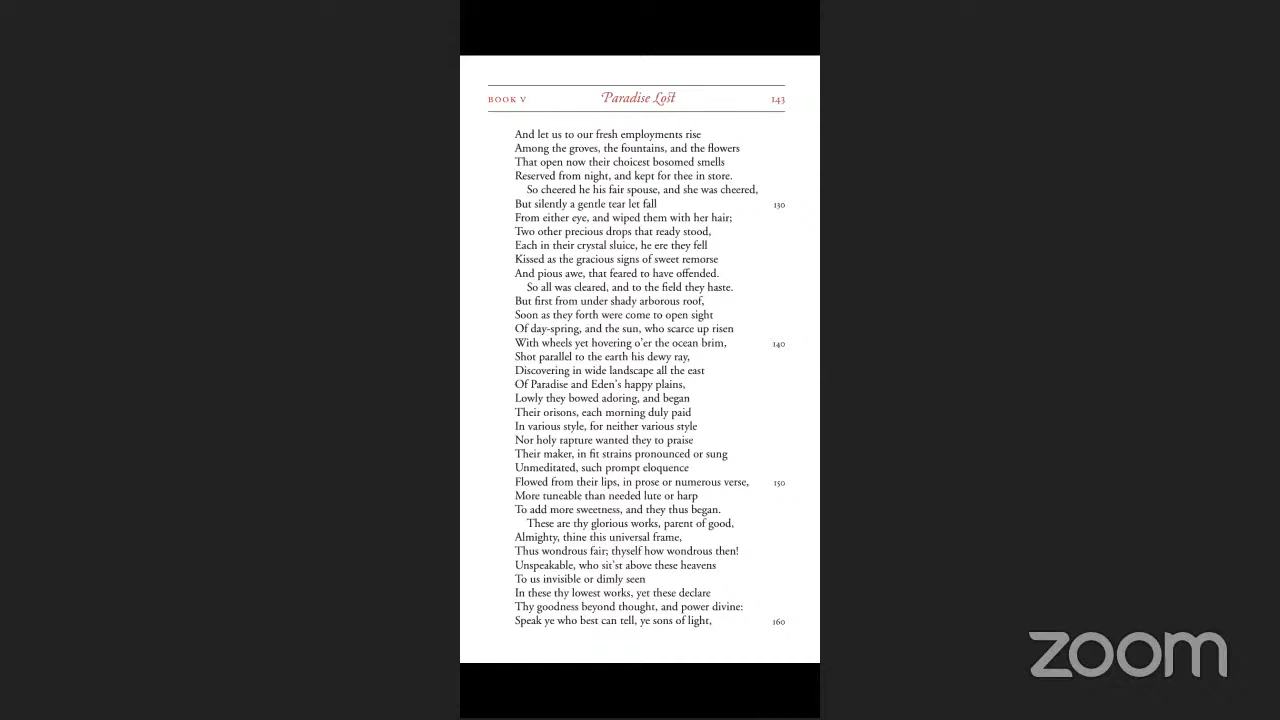 BOOK V Paradise Lost 143
And let us to our fresh employments rise
Among the groves, the fountains, and the flowers
That open now their choicest bosomed smells
Reserved from night, and kept for thee in store.
So cheered he his fair spouse, and she was cheered,
But silently a gentle tear let fall 130
From either eye, and wiped them with her hair;
Two other precious drops that ready stood,
Each in their crystal sluice, he ere they fell
Kissed as the gracious signs of sweet remorse
And pious awe, that feared to have offended.
So all was cleared, and to the field they haste.
But first from under shady arborous roof,
Soon as they forth were come to open sight
Of day-spring, and the sun, who scarce up risen
With wheels yet hovering o'er the ocean brim, 140
Shot parallel to the earth his dewy ray,
Discovering in wide landscape all the east
Of Paradise and Eden's happy plains,
Lowly they bowed adoring, and began
Their orisons, each morning duly paid
In various style, for neither various style
Nor holy rapture wanted they to praise
Their maker, in fit strains pronounced or sung
Unmeditated, such prompt eloquence
Flowed from their lips, in prose or numerous verse, 150
More tuneable than needed lute or harp
To add more sweetness, and they thus began.
These are thy glorious works, parent of good,
Almighty, thine this universal frame,
Thus wondrous fair; thyself how wondrous then!
Unspeakable, who sit'st above these heavens
To us invisible or dimly seen
In these thy lowest works, yet these declare
Thy goodness beyond thought, and power divine:
Speak ye who best can tell, ye sons of light, 160
zoom